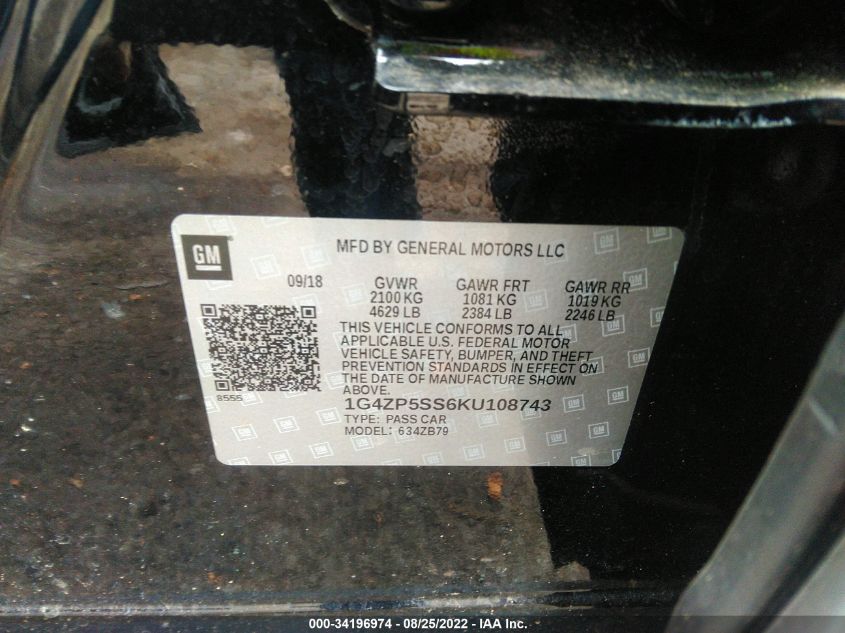 GM
MFD BY GENERAL MOTORS LLC
09/18 GVWR GAWR FRT GAWR RR
2100 KG 1081 KG 1019 KG
4629 LB 2384 LB 2246 LB
THIS VEHICLE CONFORMS TO ALL
APPLICABLE U.S. FEDERAL MOTOR
VEHICLE SAFETY, BUMPER, AND THEFT
PREVENTION STANDARDS IN EFFECT ON
THE DATE OF MANUFACTURE SHOWN
ABOVE.
8555
1G4ZP5SS6KU108743
TYPE: PASS CAR
MODEL: 634ZB79
000-34196974 - 08/25/2022 - IAA Inc.